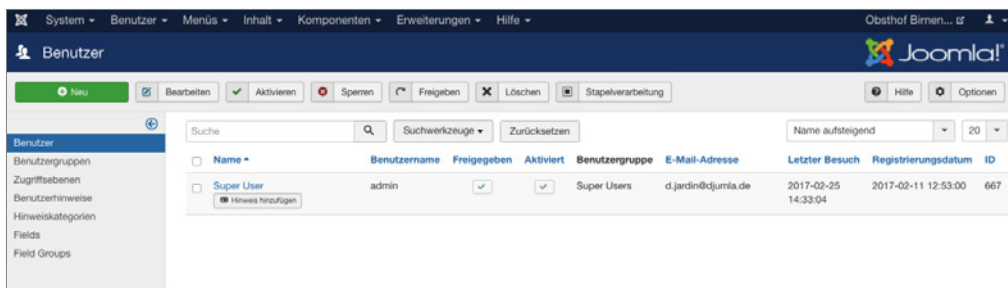 System Benutzer Menüs Inhalt Komponenten Erweiterungen Hilfe Obsthof Birnen...
Benutzer Joomla!®
Neu Bearbeiten Aktivieren Sperren Freigeben Löschen Stapelverarbeitung Hilfe Optionen
Suche Suchwerkzeuge Zurücksetzen Name aufsteigend 20
Benutzer
Benutzergruppen
Zugriffsebenen
Benutzerhinweise
Hinweiskategorien
Fields
Field Groups
Name Benutzername Freigegeben Aktiviert Benutzergruppe E-Mail-Adresse Letzter Besuch Registrierungsdatum ID
Super User admin Super Users d.jardin@djumla.de 2017-02-25 2017-02-11 12:53:00 667
Hinweis hinzufügen 14:33:04